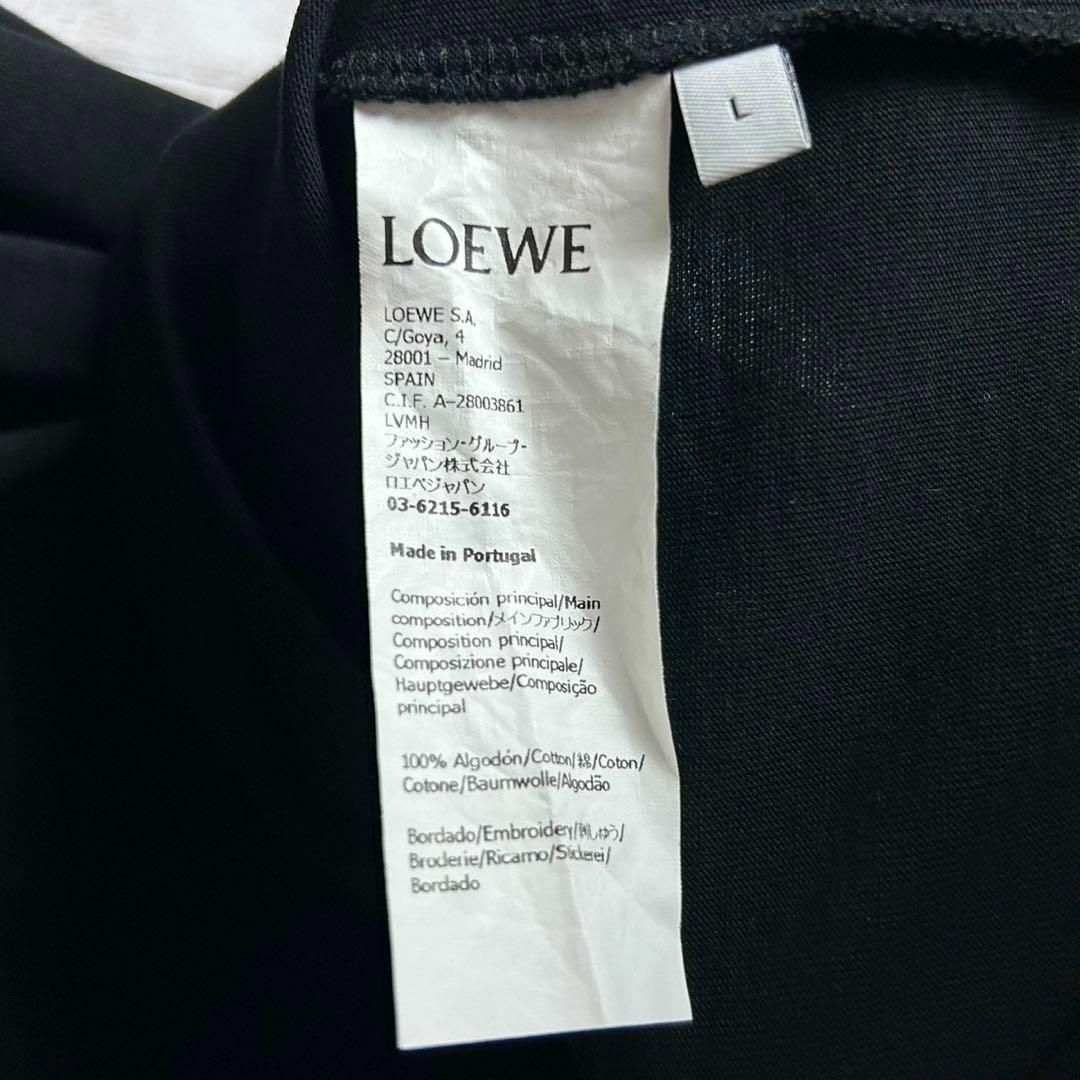 L
LOEWE
LOEWE S.A.
C/Goya, 4
28001 - Madrid
SPAIN
C.I.F. A-28003861
LVMH
ファッション・グループ・
ジャパン株式会社
ロエベジャパン
03-6215-6116
Made in Portugal
Composición principal/Main
composition/メインファブリック/
Composition principal/
Composizione principale/
Hauptgewebe/Composição
principal
100% Algodón/Cotton/綿/Coton/
Cotone/Baumwolle/Algodão
Bordado/Embroidery/刺しゅう/
Broderie/Ricamo/Stickerei/
Bordado